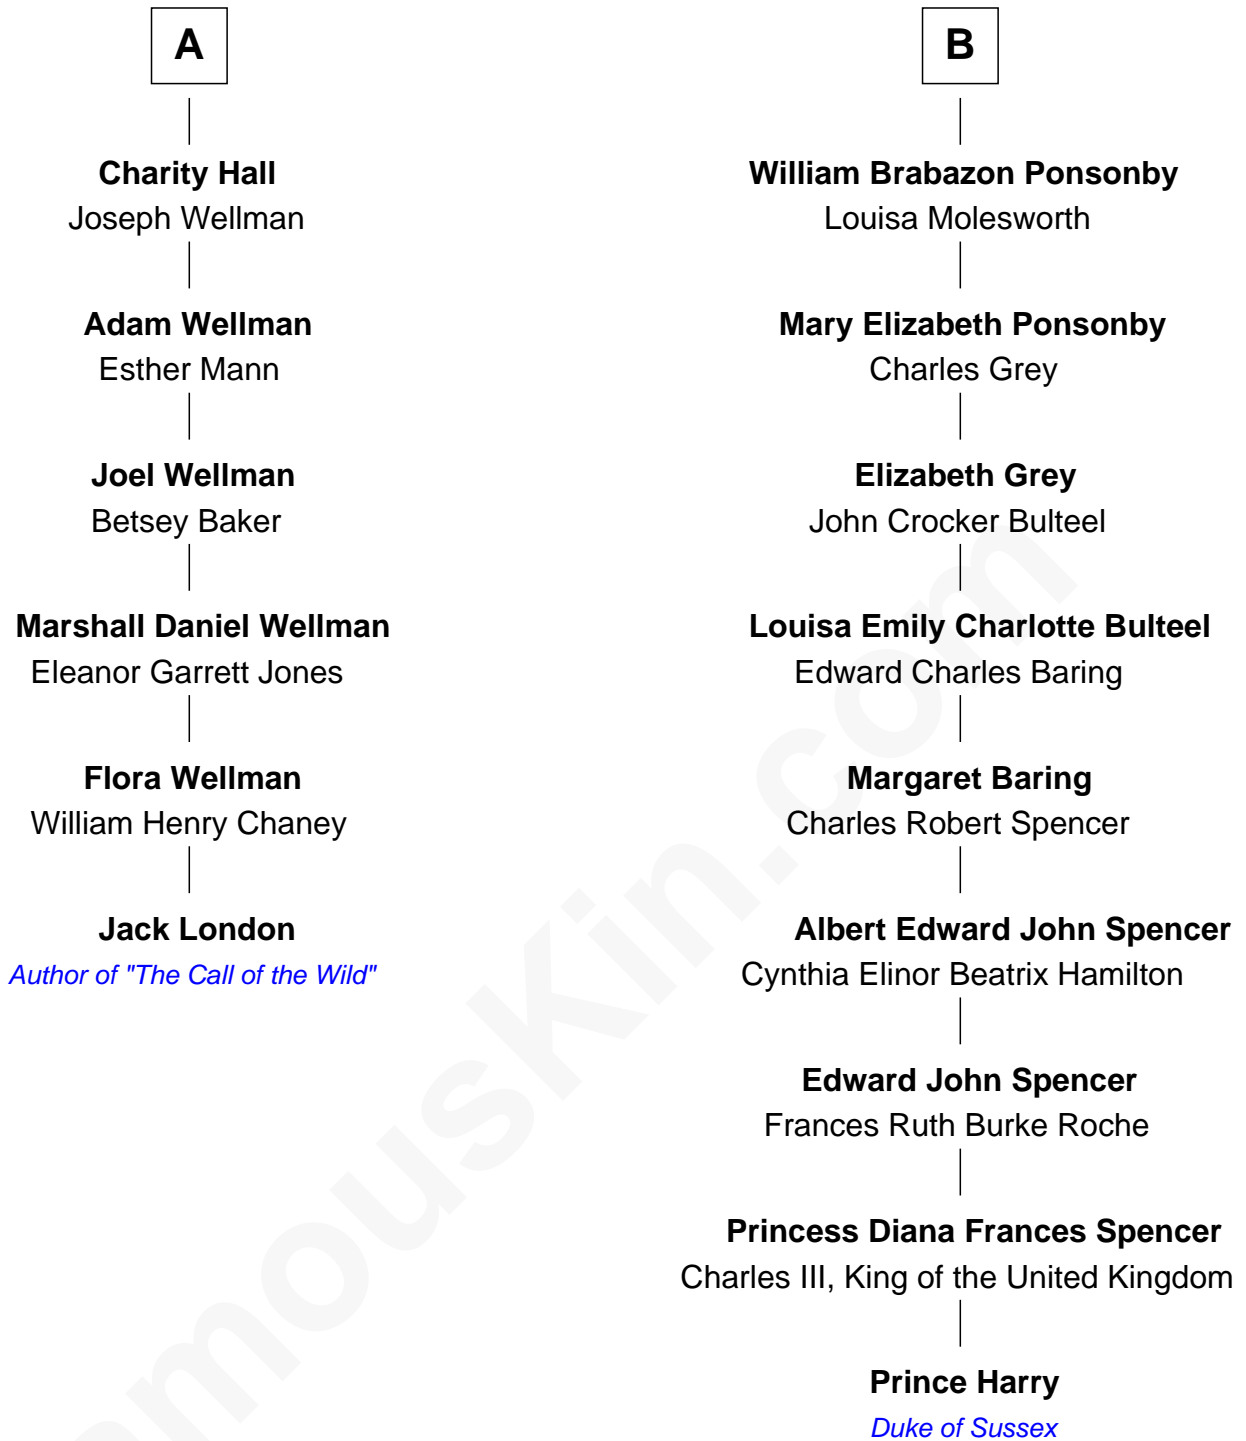 A
Charity Hall
Joseph Wellman
Adam Wellman
Esther Mann
Joel Wellman
Betsey Baker
Marshall Daniel Wellman
Eleanor Garrett Jones
Flora Wellman
William Henry Chaney
Jack London
Author of "The Call of the Wild"
B
William Brabazon Ponsonby
Louisa Molesworth
Mary Elizabeth Ponsonby
Charles Grey
Elizabeth Grey
John Crocker Bulteel
Louisa Emily Charlotte Bulteel
Edward Charles Baring
Margaret Baring
Charles Robert Spencer
Albert Edward John Spencer
Cynthia Elinor Beatrix Hamilton
Edward John Spencer
Frances Ruth Burke Roche
Princess Diana Frances Spencer
Charles III, King of the United Kingdom
Prince Harry
Duke of Sussex
amouskin.com